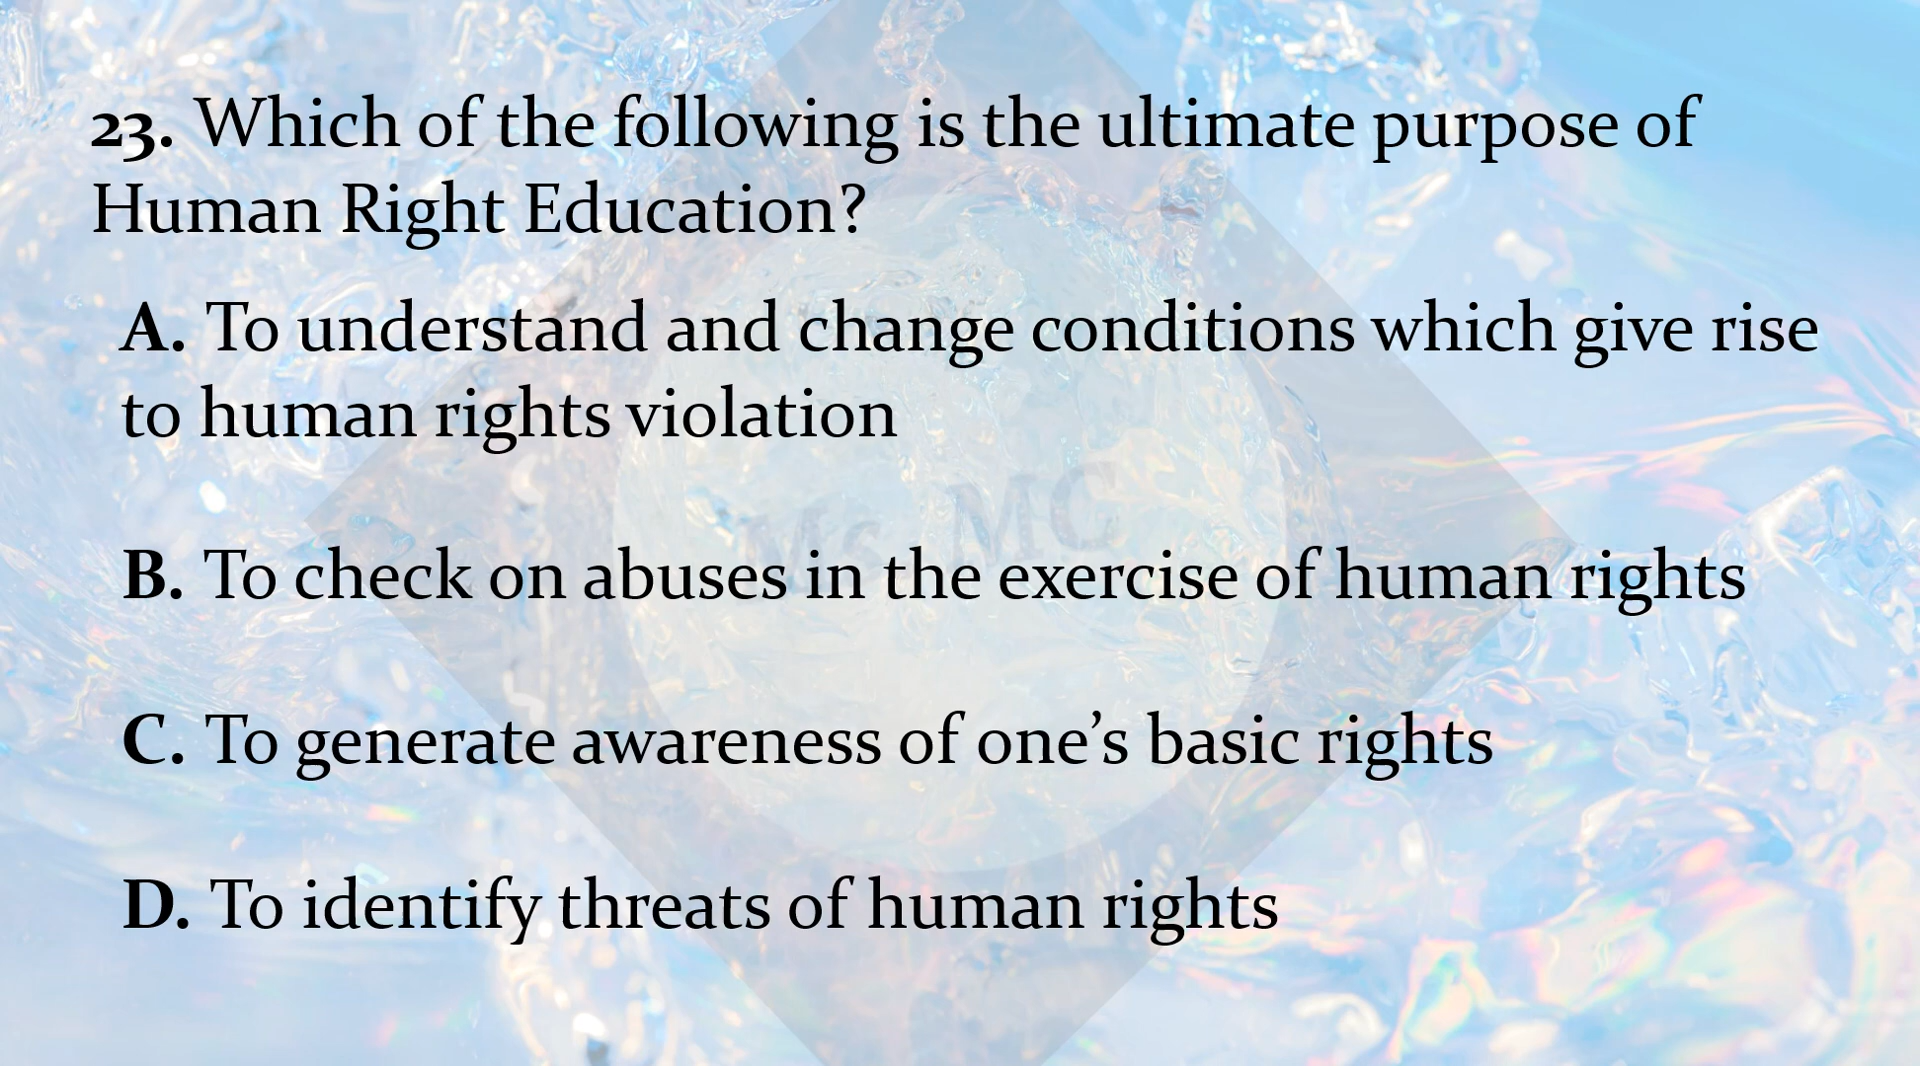 23. Which of the following is the ultimate purpose of
Human Right Education?
A. To understand and change conditions which give rise
to human rights violation
Ms. MC
B. To check on abuses in the exercise of human rights
C. To generate awareness of one’s basic rights
D. To identify threats of human rights